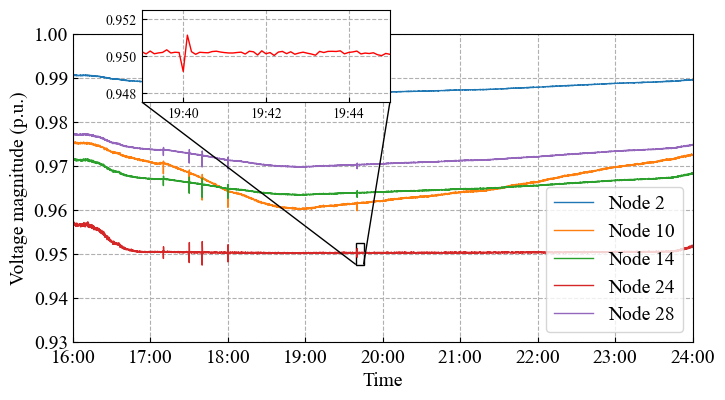 0.952
0.950
0.948
19:40 19:42 19:44
1.00
0.99
0.98
0.97
0.96
0.95
0.94
0.93
Voltage magnitude (p.u.)
Node 2
Node 10
Node 14
Node 24
Node 28
16:00 17:00 18:00 19:00 20:00 21:00 22:00 23:00 24:00
Time